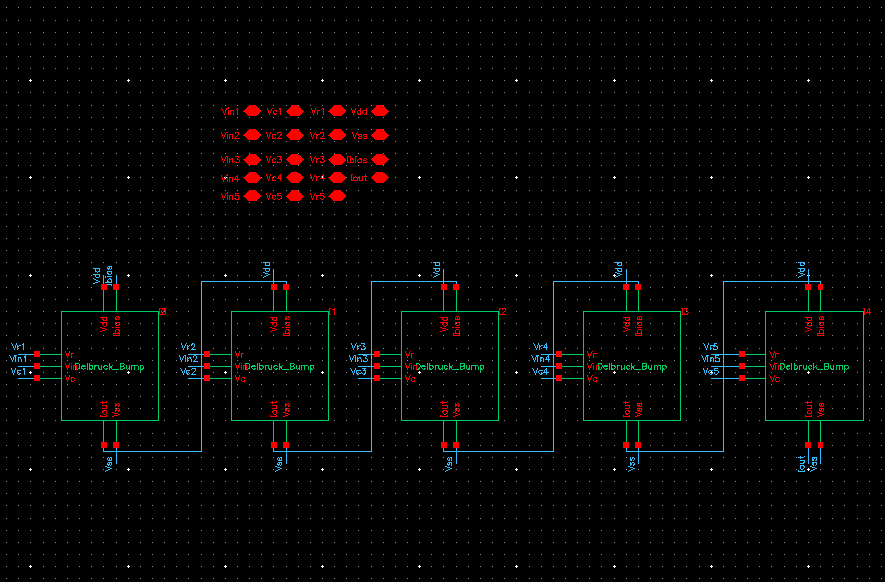 Vin1 Vc1 Vr1 Vdd
Vin2 Vc2 Vr2 Vss
Vin3 Vc3 Vr3 Ibias
Vin4 Vc4 Vr4 Iout
Vin5 Vc5 Vr5
Vdd Ibias Vdd Vdd Vdd Vdd
Vdd Ibias Vdd Ibias Vdd Ibias Vdd Ibias Vdd Ibias
Vr1 Vr Vr2 Vr Vr3 Vr Vr4 Vr Vr5 Vr
Vin1 Vin Delbruck_Bump Vin2 Vin Delbruck_Bump Vin3 Vin Delbruck_Bump Vin4 Vin Delbruck_Bump Vin5 Vin Delbruck_Bump
Vc1 Vc Vc2 Vc Vc3 Vc Vc4 Vc Vc5 Vc
Iout Vss Iout Vss Iout Vss Iout Vss Iout Vss
Vss Vss Vss Vss Iout Vss